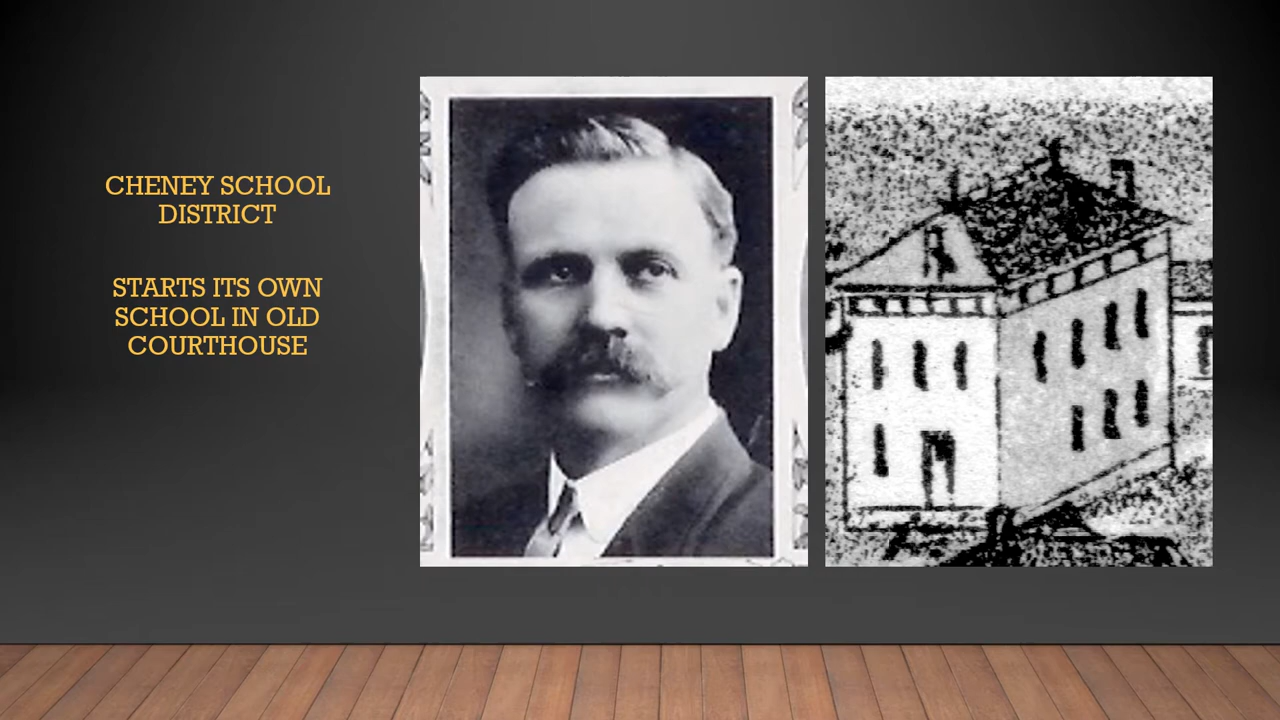 CHENEY SCHOOL
DISTRICT
STARTS ITS OWN
SCHOOL IN OLD
COURTHOUSE